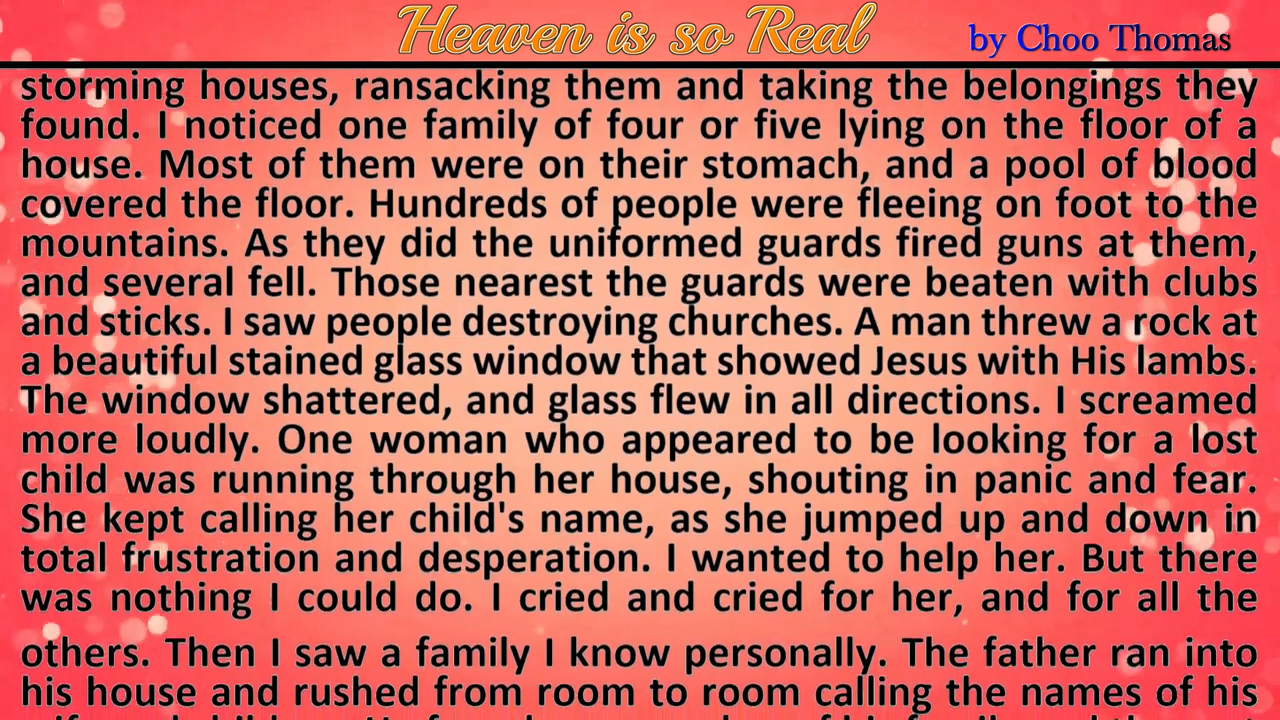 Heaven is so Real
by Choo Thomas
storming houses, ransacking them and taking the belongings they
found. I noticed one family of four or five lying on the floor of a
house. Most of them were on their stomach, and a pool of blood
covered the floor. Hundreds of people were fleeing on foot to the
mountains. As they did the uniformed guards fired guns at them,
and several fell. Those nearest the guards were beaten with clubs
and sticks. I saw people destroying churches. A man threw a rock at
a beautiful stained glass window that showed Jesus with His lambs.
The window shattered, and glass flew in all directions. I screamed
more loudly. One woman who appeared to be looking for a lost
child was running through her house, shouting in panic and fear.
She kept calling her child's name, as she jumped up and down in
total frustration and desperation. I wanted to help her. But there
was nothing I could do. I cried and cried for her, and for all the
others. Then I saw a family I know personally. The father ran into
his house and rushed from room to room calling the names of his